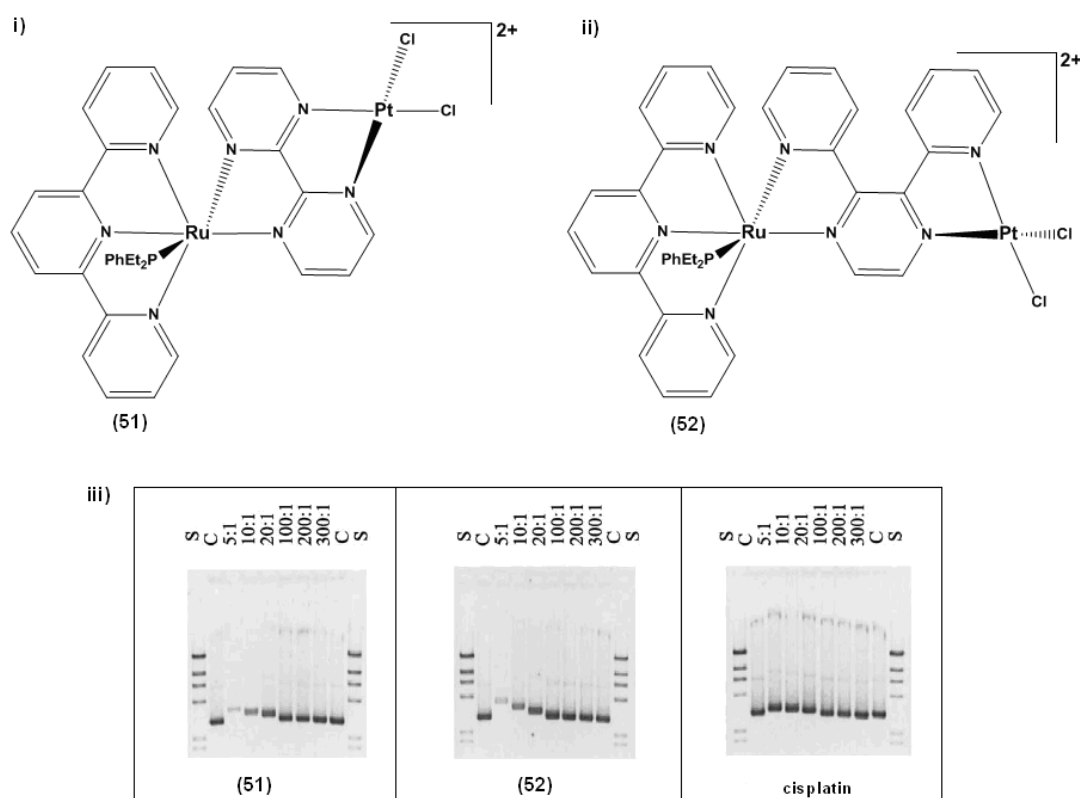 i)
2+
Cl
Cl
Pt
N
N
N
N
N
N
N
Ru
PhEt₂P
(51)
ii)
2+
N
N
N
N
N
N
N
Ru
Pt
Cl
Cl
PhEt₂P
(52)
iii)
S C 5:1 10:1 20:1 100:1 200:1 300:1 C S
(51)
S C 5:1 10:1 20:1 100:1 200:1 300:1 C S
(52)
S C 5:1 10:1 20:1 100:1 200:1 300:1 C S
cisplatin